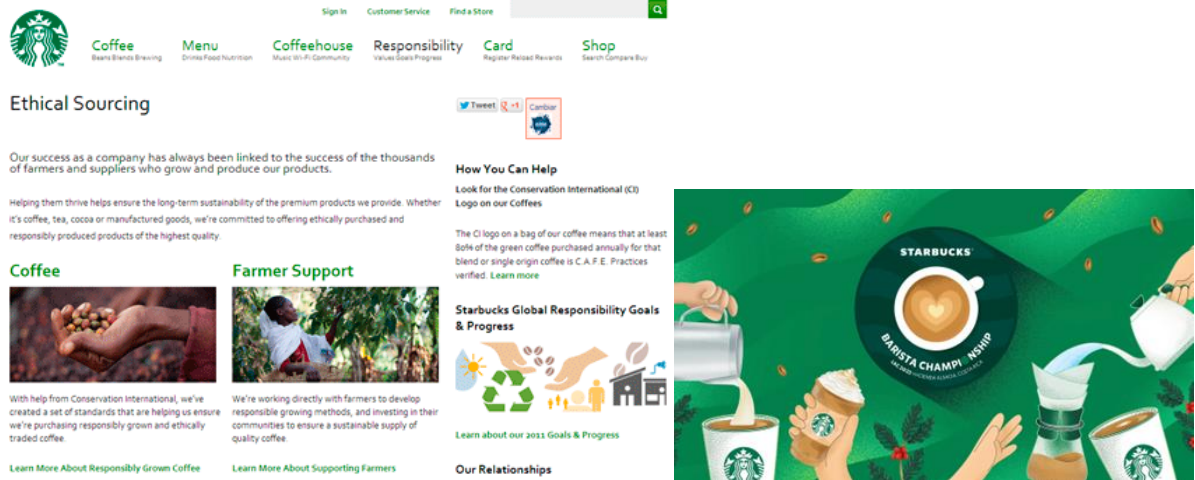 Sign In Customer Service Find a Store
Coffee Menu Coffeehouse Responsibility Card Shop
Beans Blends Brewing Drinks Food Nutrition Music Wi-Fi Community Values Goals Progress Register Reload Rewards Search Compare Buy
Ethical Sourcing
Our success as a company has always been linked to the success of the thousands
of farmers and suppliers who grow and produce our products.
Helping them thrive helps ensure the long-term sustainability of the premium products we provide. Whether
it's coffee, tea, cocoa or manufactured goods, we're committed to offering ethically purchased and
responsibly produced products of the highest quality.
Coffee
With help from Conservation International, we've
created a set of standards that are helping us ensure
we're purchasing responsibly grown and ethically
traded coffee.
Learn More About Responsibly Grown Coffee
Farmer Support
We're working directly with farmers to develop
responsible growing methods, and investing in their
communities to ensure a sustainable supply of
quality coffee.
Learn More About Supporting Farmers
Tweet +1 Cambiar
How You Can Help
Look for the Conservation International (CI)
Logo on our Coffees
The CI logo on a bag of our coffee means that at least
80% of the green coffee purchased annually for that
blend or single origin coffee is C.A.F.E. Practices
verified. Learn more
Starbucks Global Responsibility Goals
& Progress
Learn about our 2011 Goals & Progress
Our Relationships
STARBUCKS
BARISTA CHAMPIONSHIP
COSTA RICA